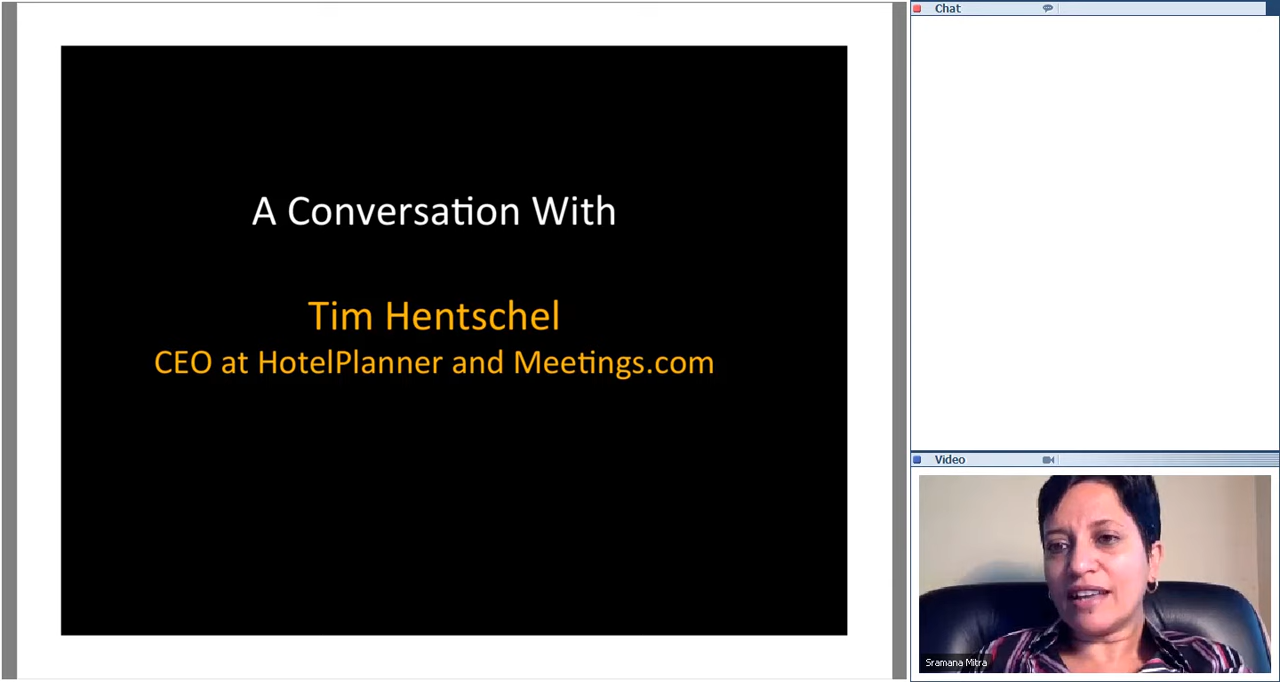 A Conversation With
Tim Hentschel
CEO at HotelPlanner and Meetings.com
Chat
Video
Sramana Mitra